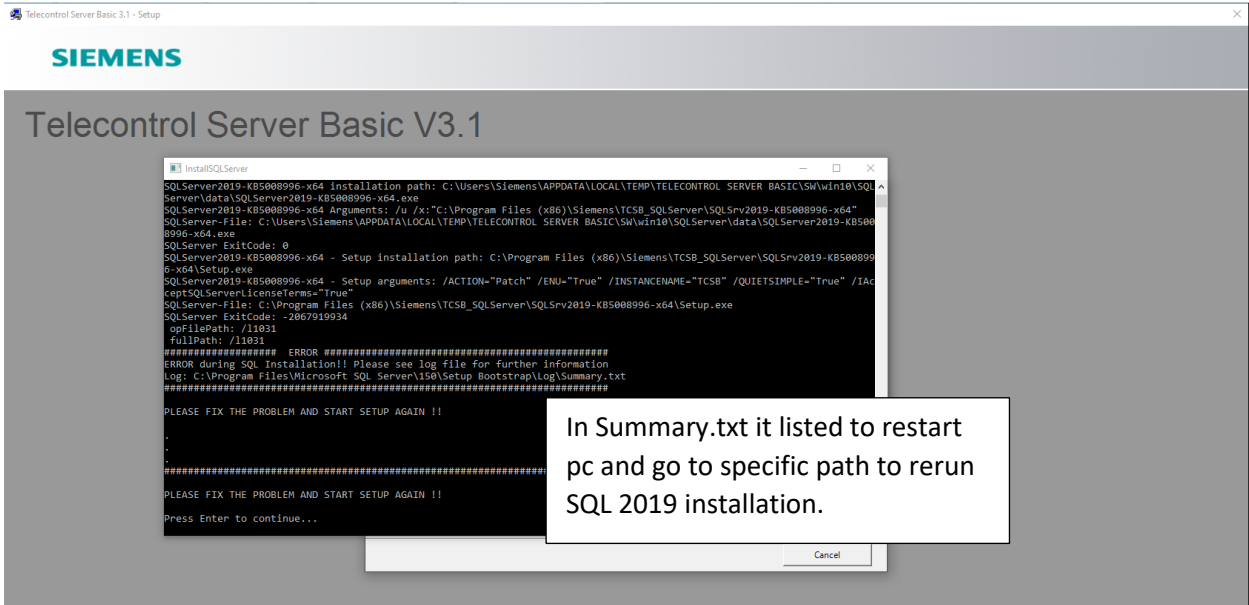 Telecontrol Server Basic 3.1 - Setup
SIEMENS
Telecontrol Server Basic V3.1
InstallSQLServer
SQLServer2019-KB5008996-x64 installation path: C:\Users\Siemens\APPDATA\LOCAL\TEMP\TELECONTROL SERVER BASIC\SW\win10\SQL
Server\data\SQLServer2019-KB5008996-x64.exe
SQLServer2019-KB5008996-x64 Arguments: /u /x:"C:\Program Files (x86)\Siemens\TCSB_SQLServer\SQLSrv2019-KB5008996-x64"
SQLServer-File: C:\Users\Siemens\APPDATA\LOCAL\TEMP\TELECONTROL SERVER BASIC\SW\win10\SQLServer\data\SQLServer2019-KB500
8996-x64.exe
SQLServer ExitCode: 0
SQLServer2019-KB5008996-x64 - Setup installation path: C:\Program Files (x86)\Siemens\TCSB_SQLServer\SQLSrv2019-KB500899
6-x64\Setup.exe
SQLServer2019-KB5008996-x64 - Setup arguments: /ACTION="Patch" /ENU="True" /INSTANCENAME="TCSB" /QUIETSIMPLE="True" /IAc
ceptSQLServerLicenseTerms="True"
SQLServer-File: C:\Program Files (x86)\Siemens\TCSB_SQLServer\SQLSrv2019-KB5008996-x64\Setup.exe
SQLServer ExitCode: -2067919934
opFilePath: /l1031
fullPath: /l1031
################### ERROR ################################################
ERROR during SQL Installation!! Please see log file for further information
Log: C:\Program Files\Microsoft SQL Server\150\Setup Bootstrap\Log\Summary.txt
###########################################################################
PLEASE FIX THE PROBLEM AND START SETUP AGAIN !!
.
.
.
################################################################
PLEASE FIX THE PROBLEM AND START SETUP AGAIN !!
Press Enter to continue...
In Summary.txt it listed to restart
pc and go to specific path to rerun
SQL 2019 installation.
Cancel